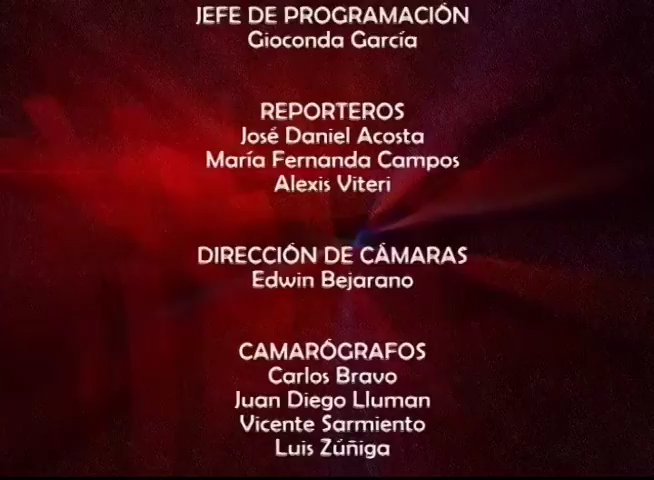 JEFE DE PROGRAMACIÓN
Gioconda García
REPORTEROS
José Daniel Acosta
María Fernanda Campos
Alexis Viteri
DIRECCIÓN DE CÁMARAS
Edwin Bejarano
CAMARÓGRAFOS
Carlos Bravo
Juan Diego Lluman
Vicente Sarmiento
Luis Zúñiga